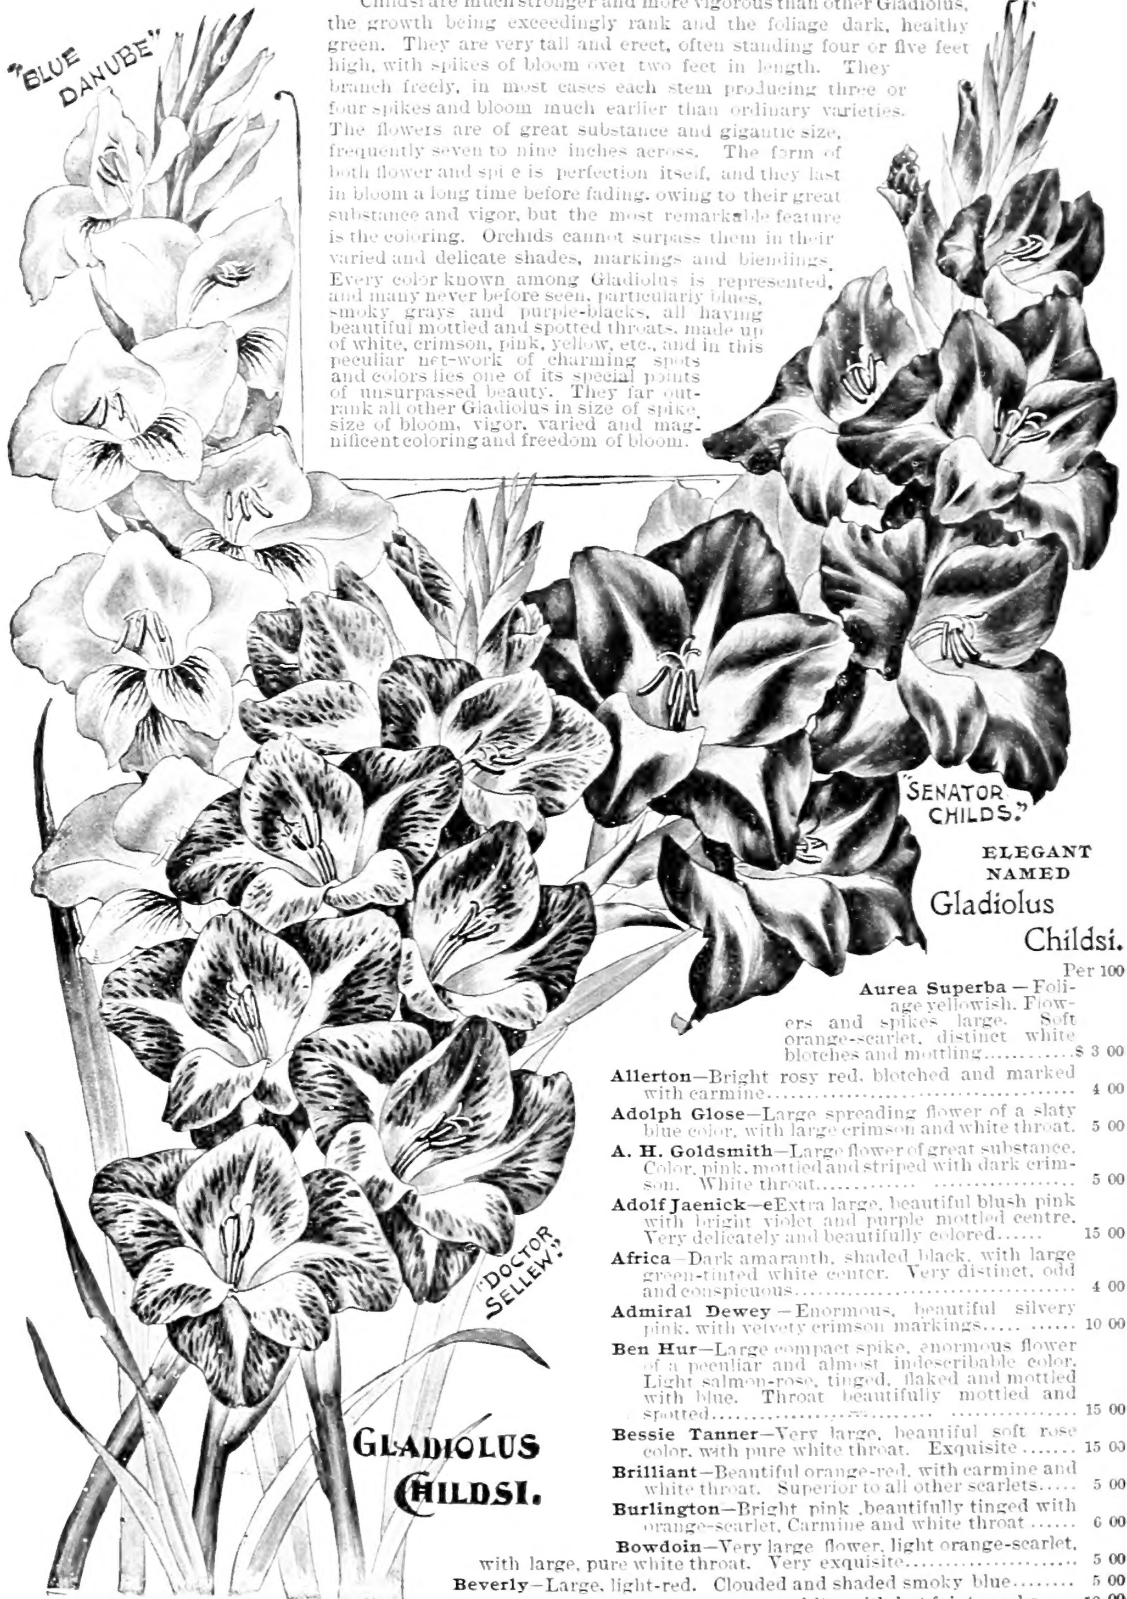 Childsi are much stronger and more vigorous than other Gladiolus,
the growth being exceedingly rank and the foliage dark, healthy
green. They are very tall and erect, often standing four or five feet
high, with spikes of bloom over two feet in length. They
branch freely, in most cases each stem producing three or
four spikes and bloom much earlier than ordinary varieties.
The flowers are of great substance and gigantic size,
frequently seven to nine inches across. The form of
both flower and spi e is perfection itself, and they last
in bloom a long time before fading, owing to their great
substance and vigor, but the most remarkable feature
is the coloring. Orchids cannot surpass them in their
varied and delicate shades, markings and blendings.
Every color known among Gladiolus is represented,
and many never before seen, particularly blues,
smoky grays and purple-blacks, all having
beautiful mottled and spotted throats, made up
of white, crimson, pink, yellow, etc., and in this
peculiar net-work of charming spots
and colors lies one of its special points
of unsurpassed beauty. They far out-
rank all other Gladiolus in size of spike,
size of bloom, vigor, varied and mag-
nificent coloring and freedom of bloom.
"BLUE
DANUBE"
"SENATOR
CHILDS."
"DOCTOR
SELLEW."
GLADIOLUS
CHILDSI.
ELEGANT
NAMED
Gladiolus
Childsi.
Per 100
Aurea Superba—Foli-
age yellowish. Flow-
ers and spikes large. Soft
orange-scarlet, distinct white
blotches and mottling...........$ 3 00
Allerton—Bright rosy red, blotched and marked
with carmine................................... 4 00
Adolph Glose—Large spreading flower of a slaty
blue color, with large crimson and white throat. 5 00
A. H. Goldsmith—Large flower of great substance.
Color, pink, mottled and striped with dark crim-
son. White throat............................. 5 00
Adolf Jaenick—eExtra large, beautiful blush pink
with bright violet and purple mottled centre.
Very delicately and beautifully colored...... 15 00
Africa—Dark amaranth, shaded black, with large
green-tinted white center. Very distinct, odd
and conspicuous................................ 4 00
Admiral Dewey—Enormous, beautiful silvery
pink, with velvety crimson markings..... ...... 10 00
Ben Hur—Large compact spike, enormous flower
of a peculiar and almost indescribable color.
Light salmon-rose, tinged, flaked and mottled
with blue. Throat beautifully mottled and
spotted........................................ 15 00
Bessie Tanner—Very large, beautiful soft rose
color, with pure white throat. Exquisite....... 15 00
Brilliant—Beautiful orange-red, with carmine and
white throat. Superior to all other scarlets..... 5 00
Burlington—Bright pink ,beautifully tinged with
orange-scarlet, Carmine and white throat...... 6 00
Bowdoin—Very large flower, light orange-scarlet,
with large, pure white throat. Very exquisite....................... 5 00
Beverly—Large, light-red. Clouded and shaded smoky blue........ 5 00